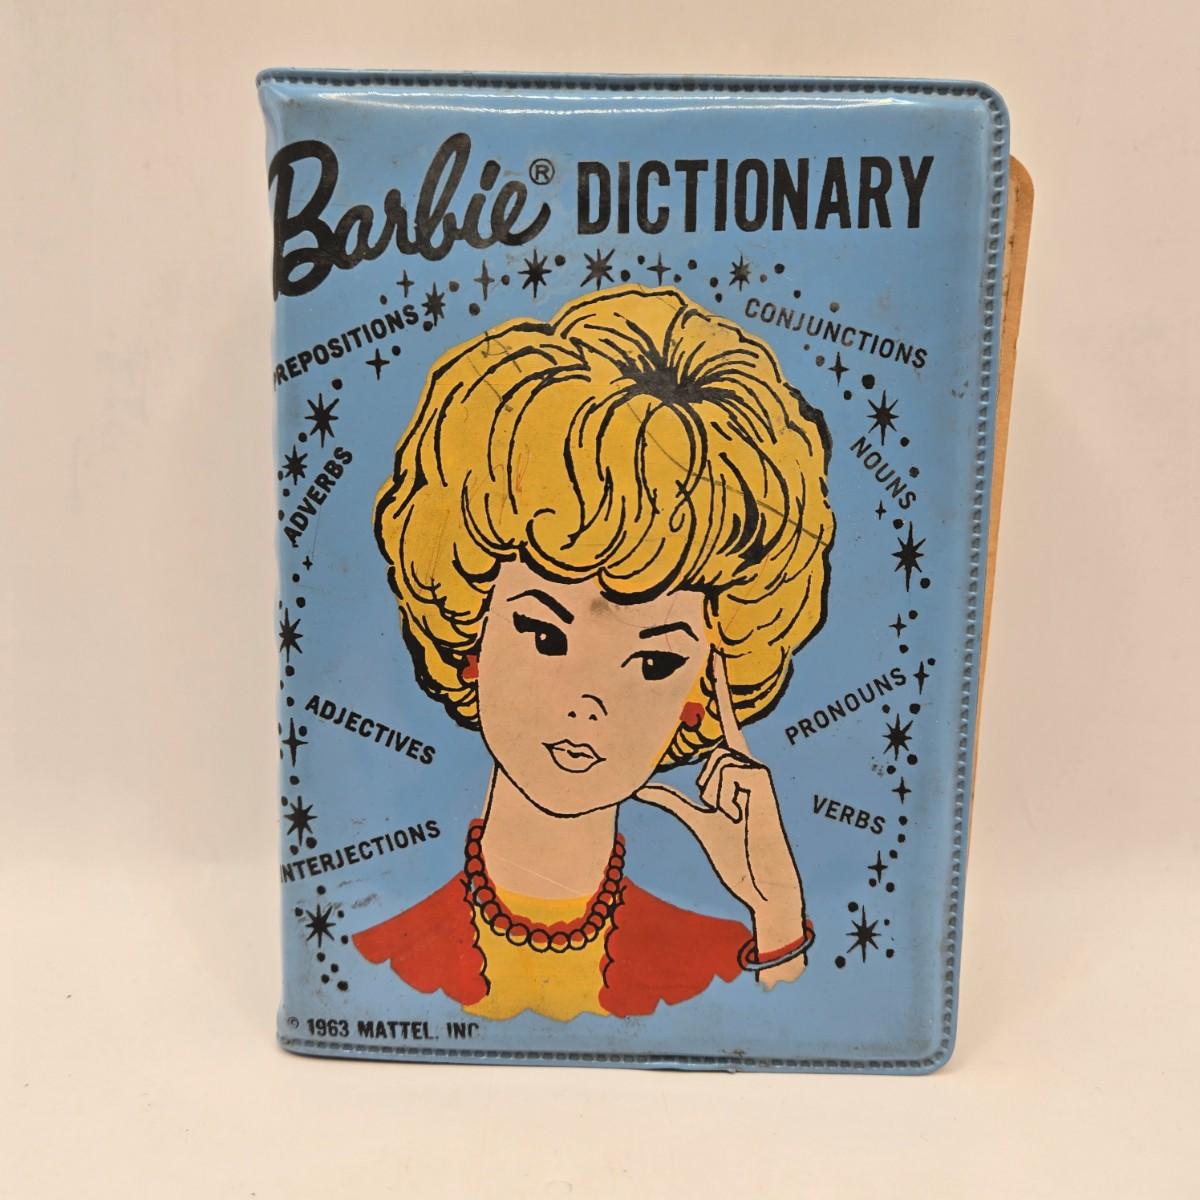 Barbie® DICTIONARY
PREPOSITIONS
CONJUNCTIONS
ADVERBS
NOUNS
ADJECTIVES
PRONOUNS
INTERJECTIONS
VERBS
© 1963 MATTEL, INC.